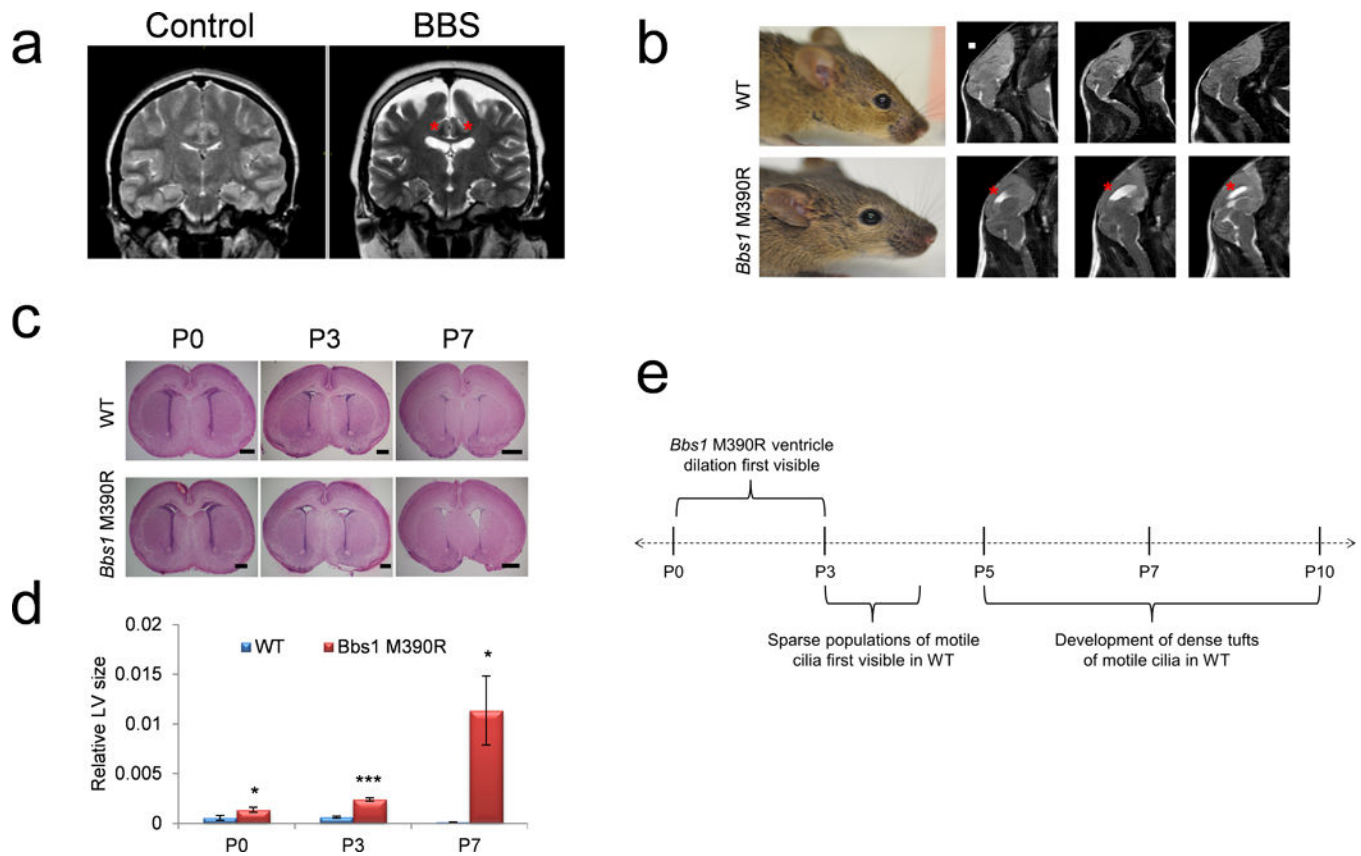 a
Control
BBS
b
WT
Bbs1 M390R
c
P0 P3 P7
WT
Bbs1 M390R
d
0.02
0.015
0.01
0.005
0
Relative LV size
WT Bbs1 M390R
* *** *
P0 P3 P7
e
Bbs1 M390R ventricle
dilation first visible
P0 P3 P5 P7 P10
Sparse populations of motile
cilia first visible in WT
Development of dense tufts
of motile cilia in WT